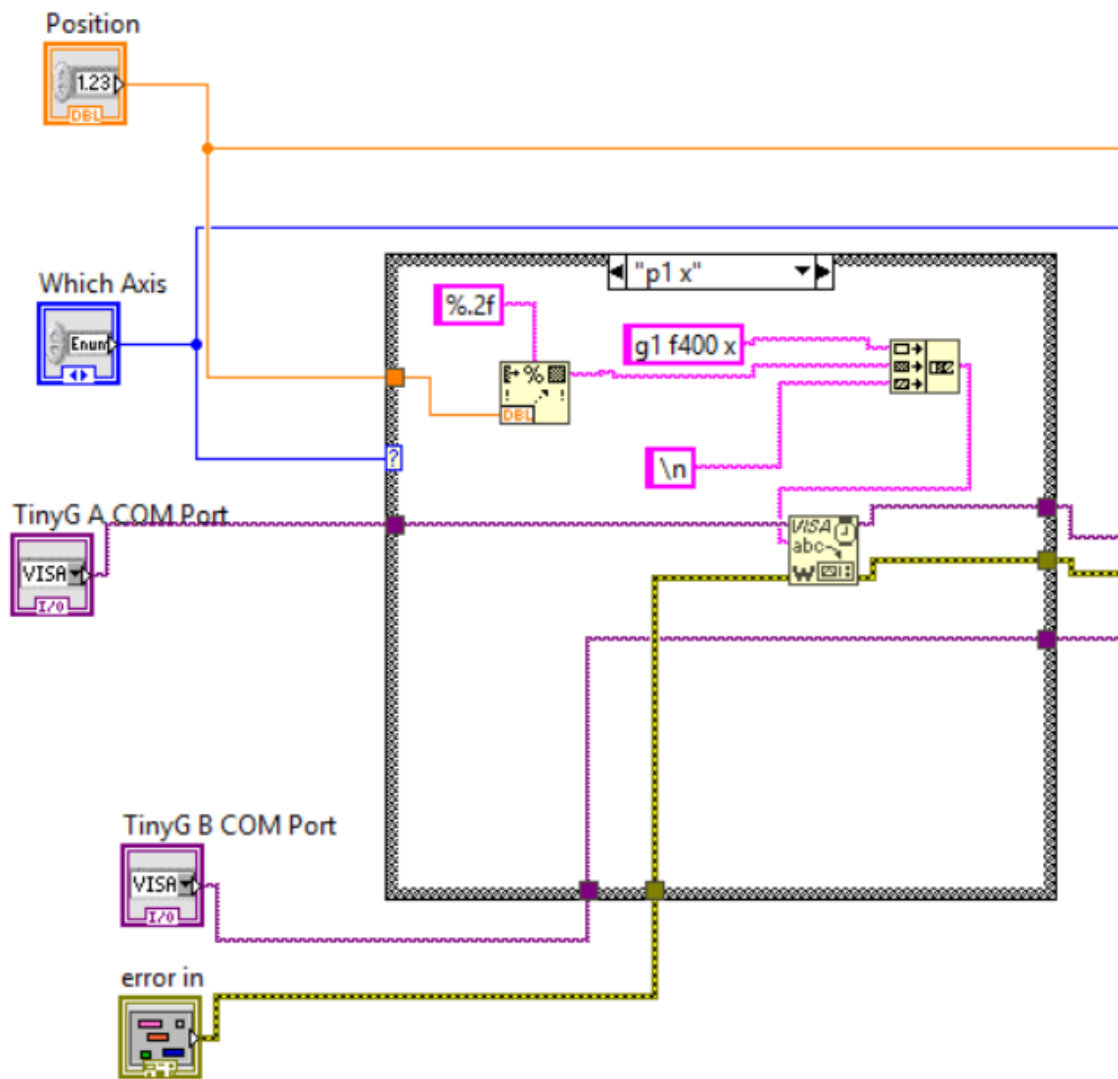 Position
1.23
DBL
Which Axis
Enum
"p1 x"
%.2f
g1 f400 x
%
DBL
\n
?
TinyG A COM Port
VISA
I/O
VISA
abc
W
TinyG B COM Port
VISA
I/O
error in